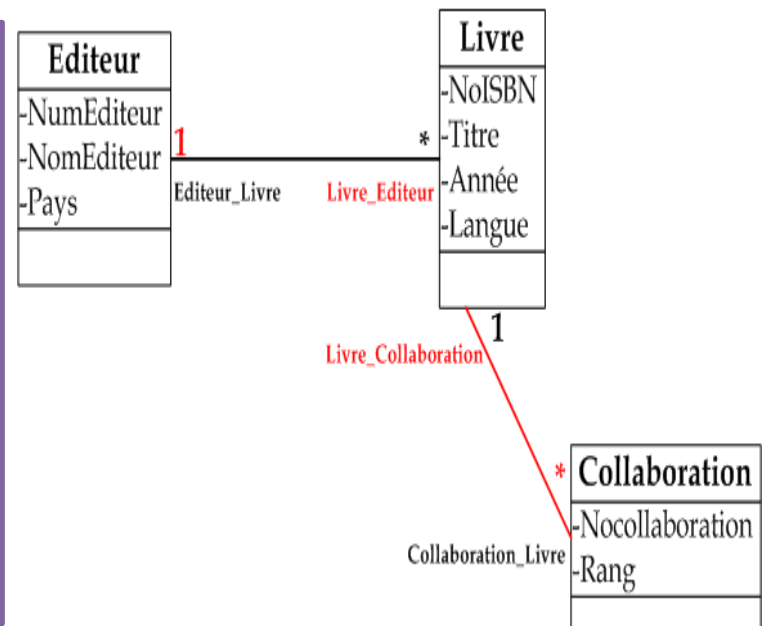 Editeur
-NumEditeur
-NomEditeur
-Pays
1
*
Editeur_Livre
Livre_Editeur
Livre
-NoISBN
-Titre
-Année
-Langue
1
Livre_Collaboration
*
Collaboration_Livre
Collaboration
-Nocollaboration
-Rang